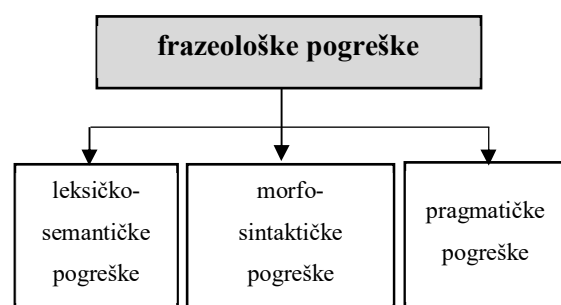 frazeološke pogreške
leksičko-
semantičke
pogreške
morfo-
sintaktičke
pogreške
pragmatičke
pogreške